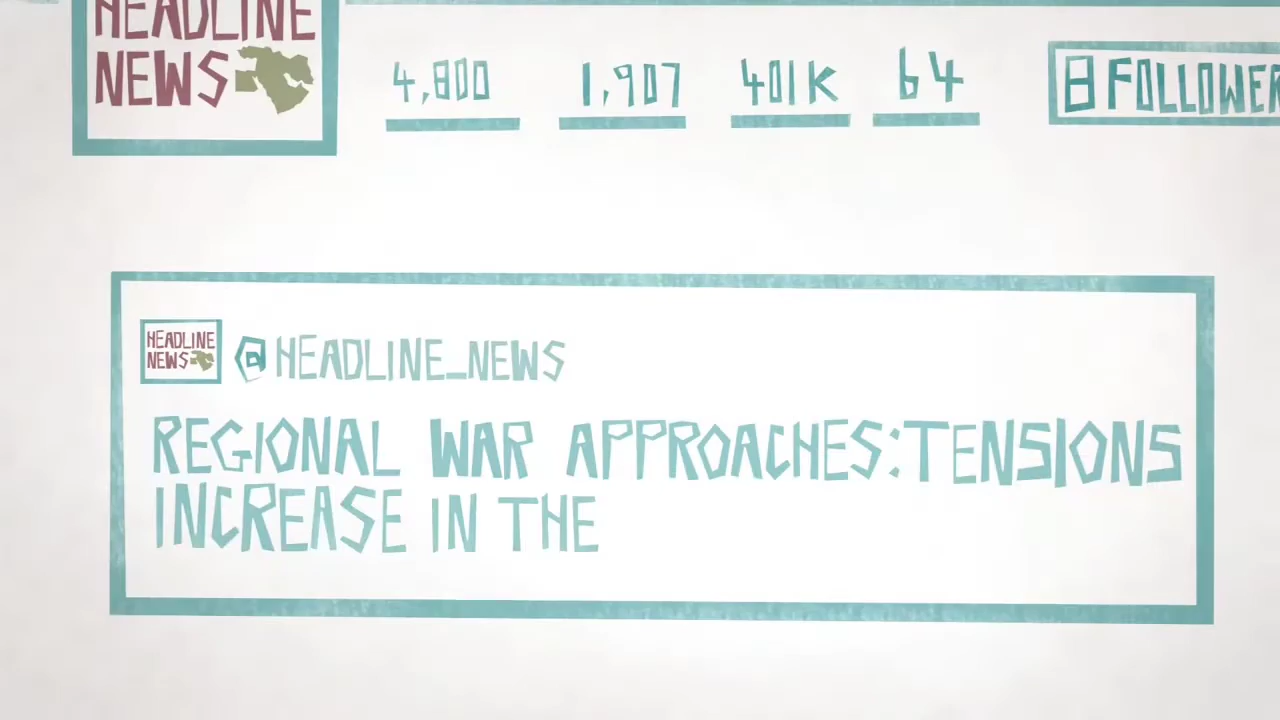 HEADLINE
NEWS
4,800 1,907 401K 64 FOLLOWER
HEADLINE
NEWS
@HEADLINE_NEWS
REGIONAL WAR APPROACHES:TENSIONS
INCREASE IN THE